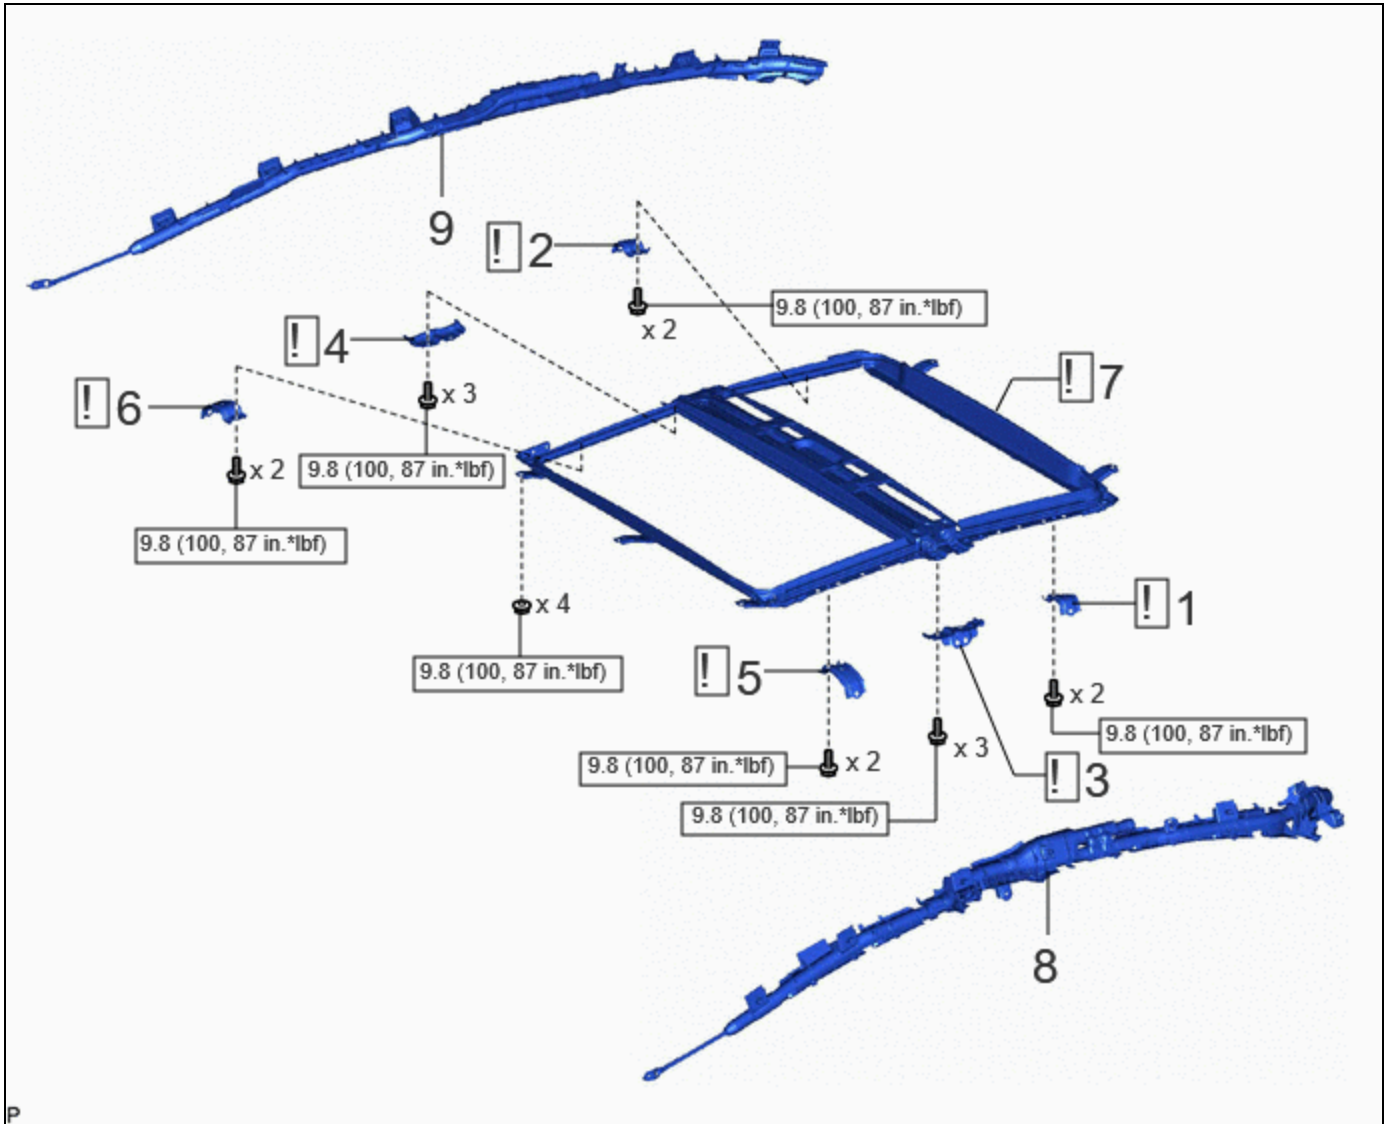 9
! 2
9.8 (100, 87 in.*lbf)
x 2
! 4
! 7
x 3
! 6
x 2
9.8 (100, 87 in.*lbf)
9.8 (100, 87 in.*lbf)
x 4
! 1
9.8 (100, 87 in.*lbf)
! 5
x 2
9.8 (100, 87 in.*lbf)
x 3
9.8 (100, 87 in.*lbf)
x 2
! 3
9.8 (100, 87 in.*lbf)
8
P